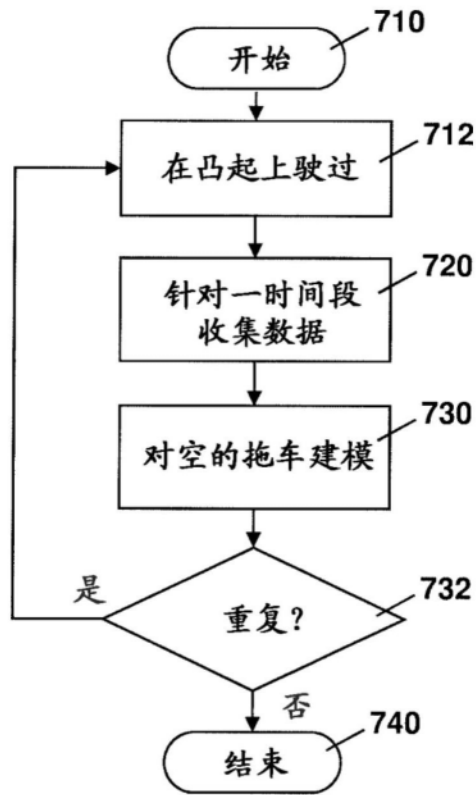 710
开始
712
在凸起上驶过
720
针对一时间段
收集数据
730
对空的拖车建模
是
732
重复?
否
740
结束